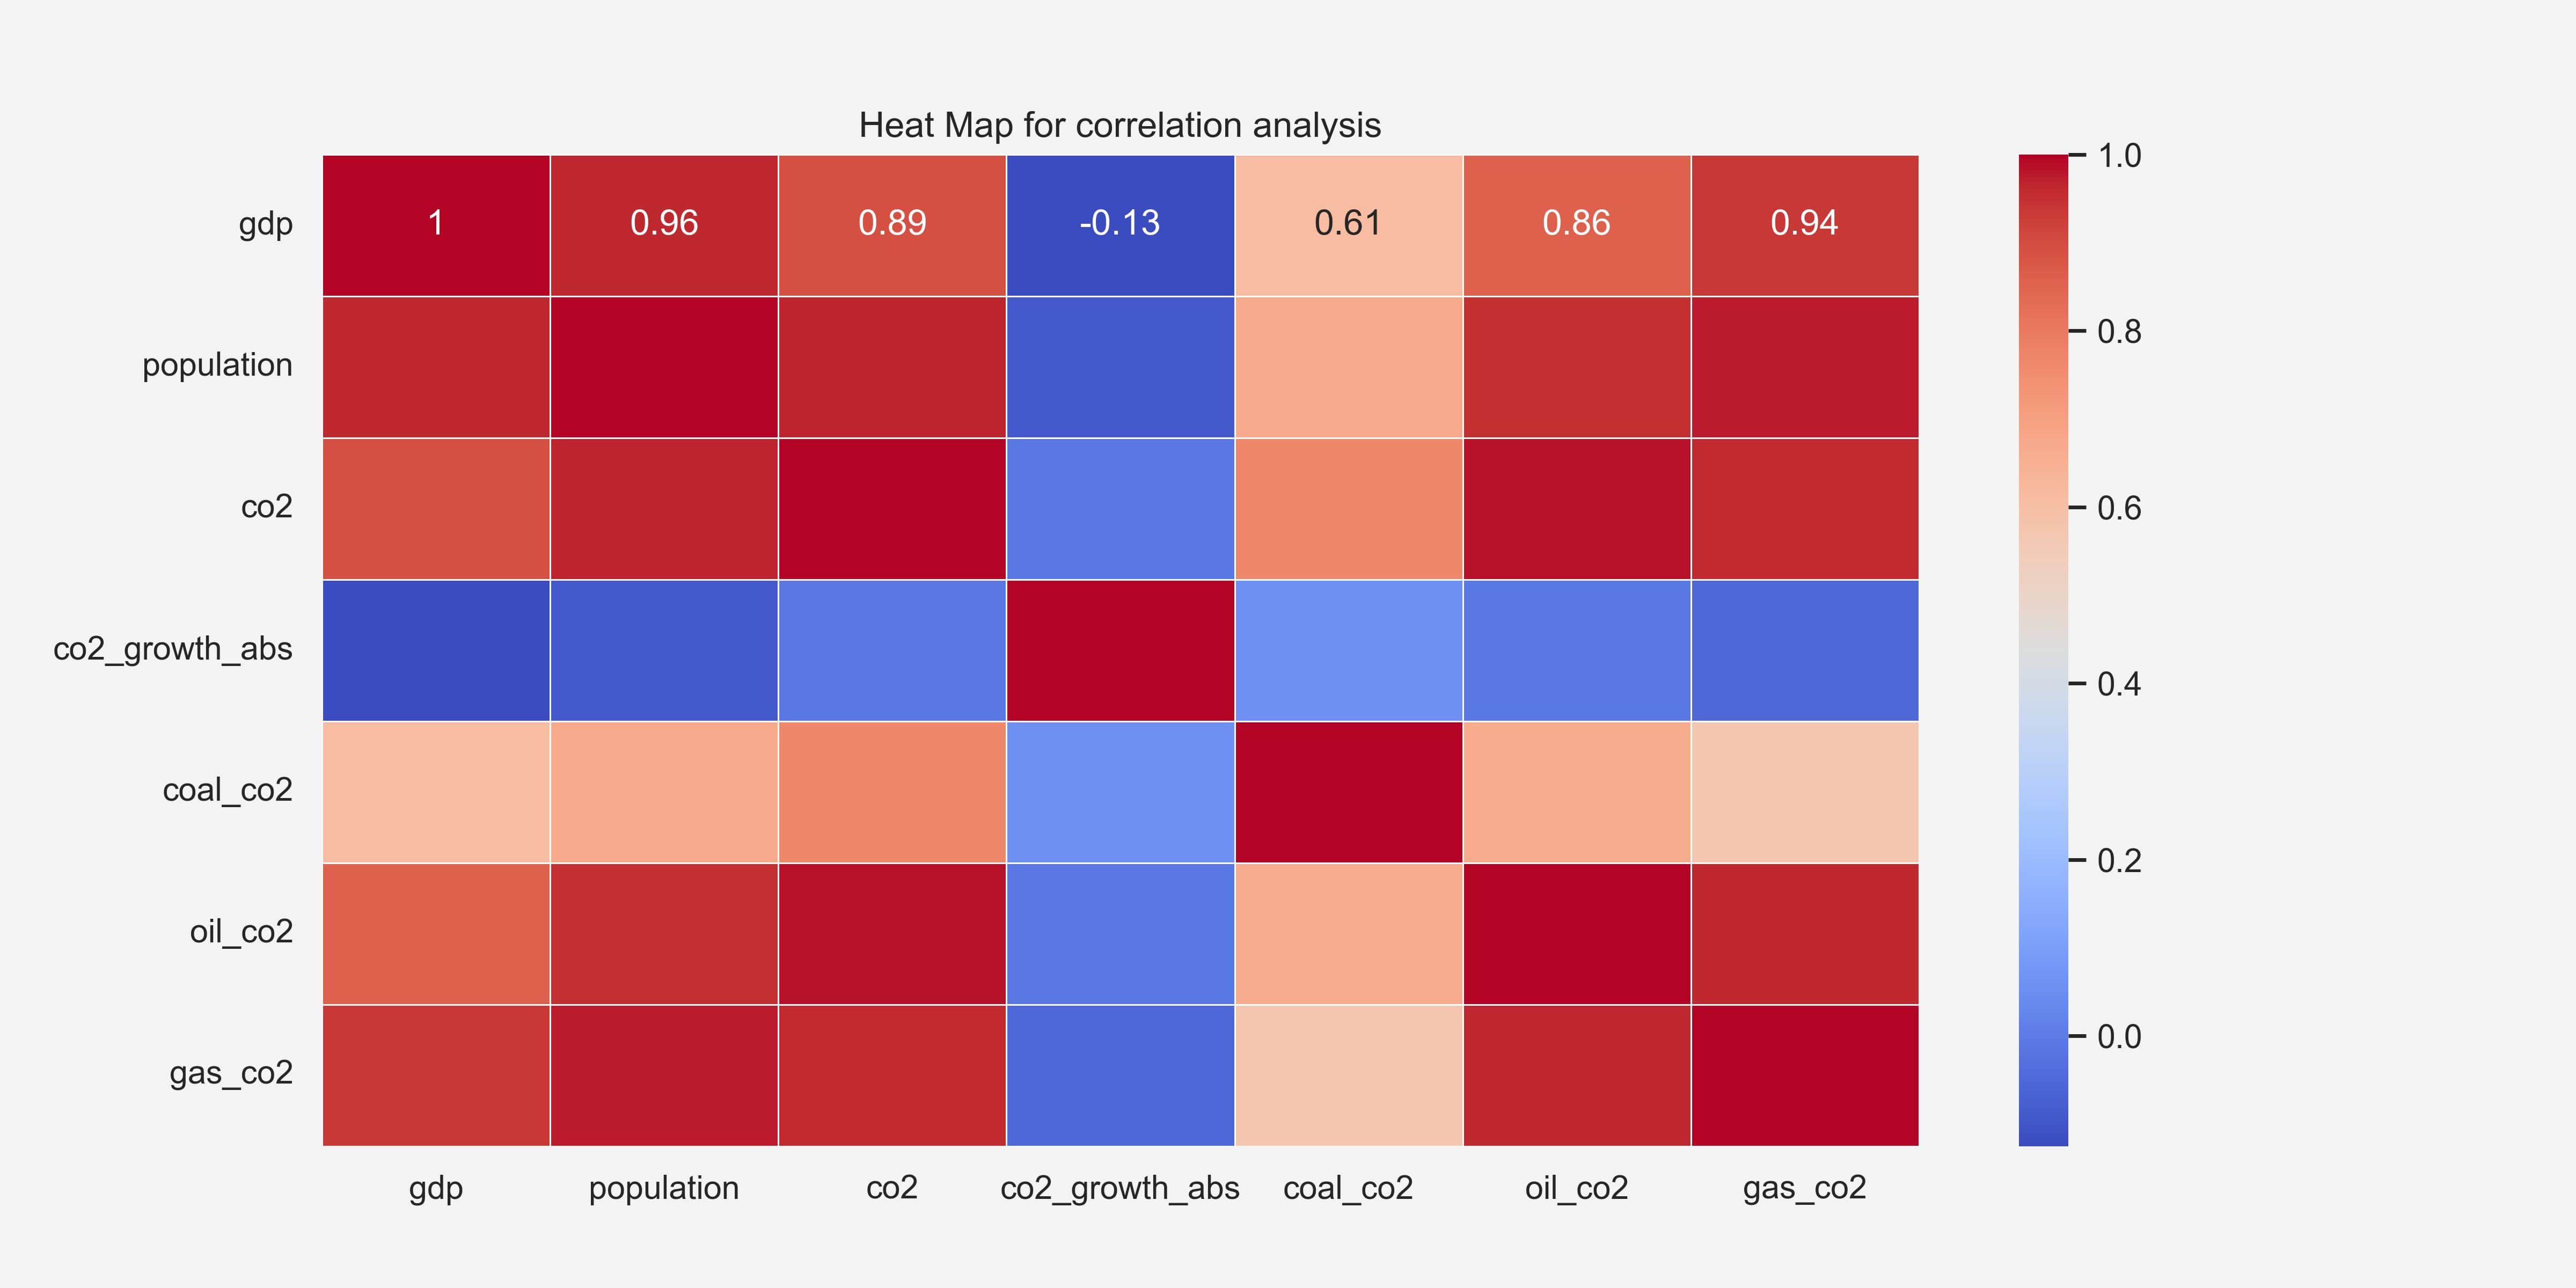 Heat Map for correlation analysis
1.0
gdp 1 0.96 0.89 -0.13 0.61 0.86 0.94
0.8
population
co2
0.6
co2_growth_abs
0.4
coal_co2
0.2
oil_co2
0.0
gas_co2
gdp population co2 co2_growth_abs coal_co2 oil_co2 gas_co2